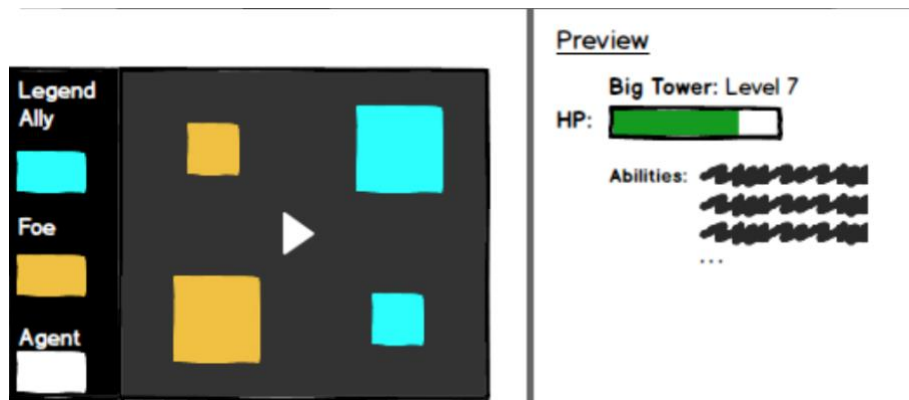 Legend
Ally
Foe
Agent
Preview
Big Tower: Level 7
HP:
Abilities:
...